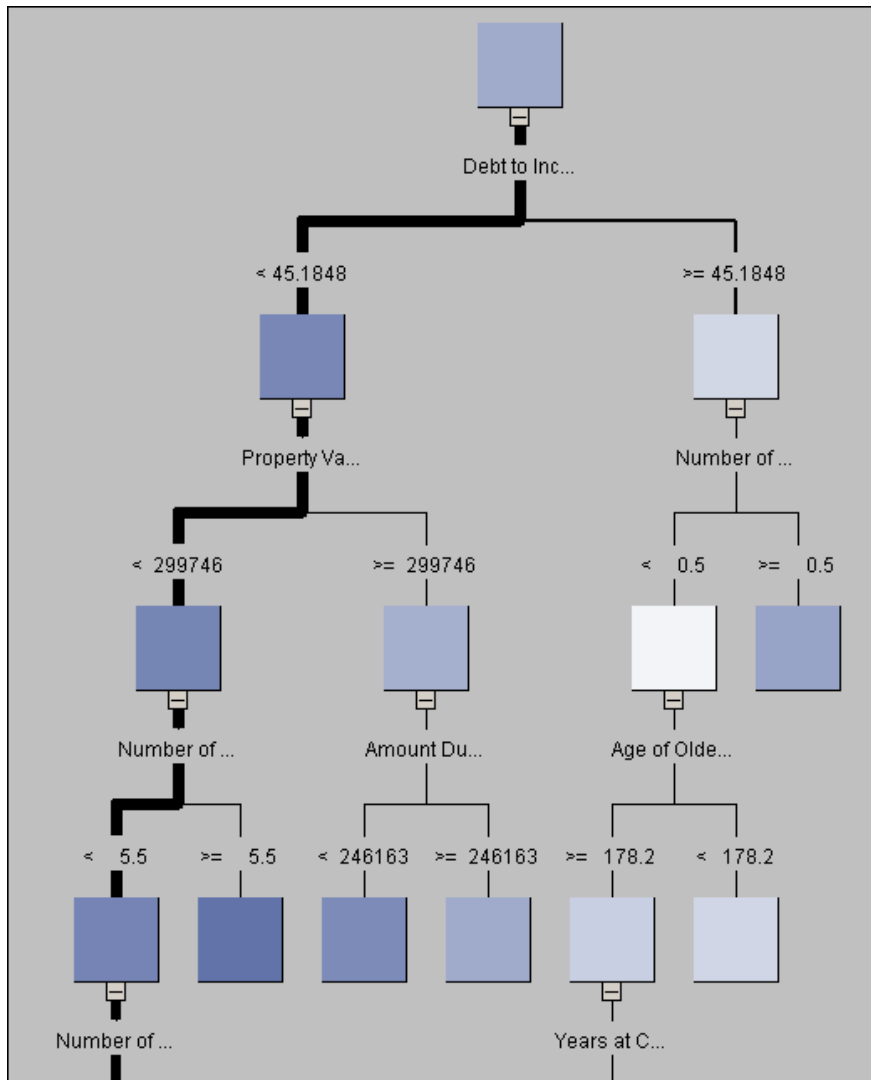 Debt to Inc...
< 45.1848 >= 45.1848
Property Va... Number of ...
< 299746 >= 299746 < 0.5 >= 0.5
Number of ... Amount Du... Age of Olde...
< 5.5 >= 5.5 < 246163 >= 246163 >= 178.2 < 178.2
Number of ... Years at C...